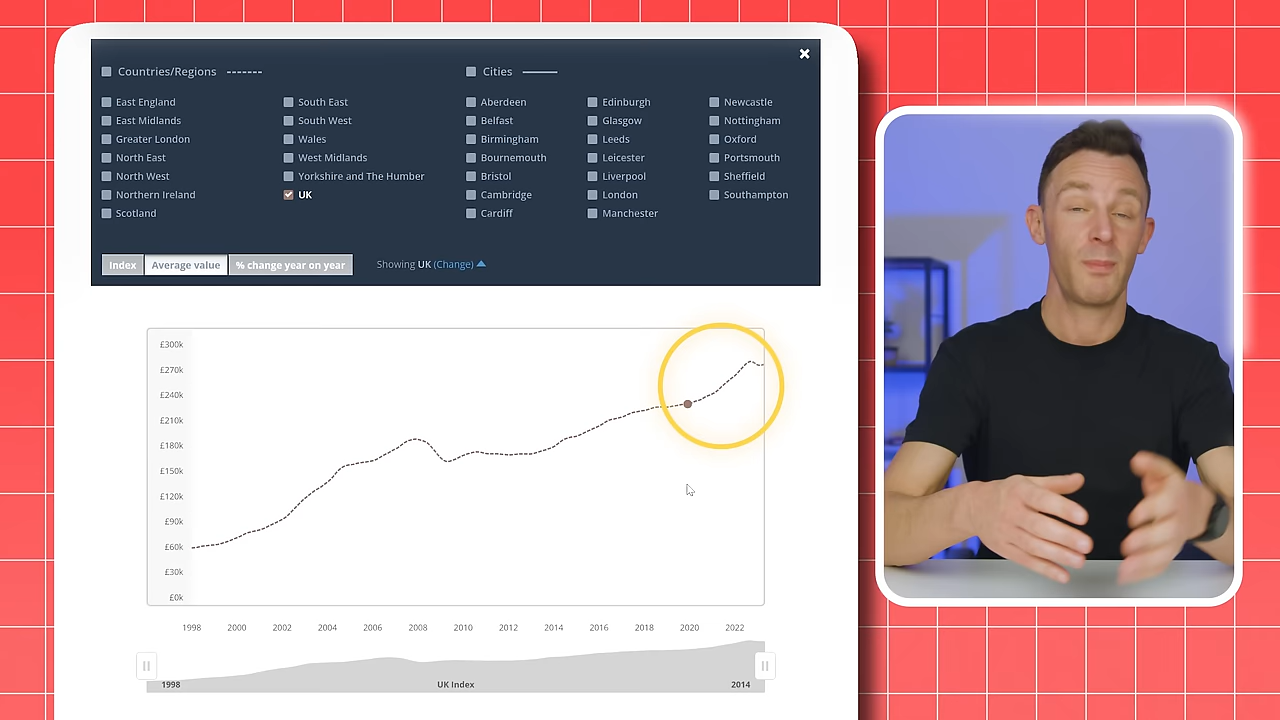 Countries/Regions
East England
East Midlands
Greater London
North East
North West
Northern Ireland
Scotland
South East
South West
Wales
West Midlands
Yorkshire and The Humber
UK
Cities
Aberdeen
Belfast
Birmingham
Bournemouth
Bristol
Cambridge
Cardiff
Edinburgh
Glasgow
Leeds
Leicester
Liverpool
London
Manchester
Newcastle
Nottingham
Oxford
Portsmouth
Sheffield
Southampton
Index Average value % change year on year Showing UK (Change)
£300k
£270k
£240k
£210k
£180k
£150k
£120k
£90k
£60k
£30k
£0k
1998 2000 2002 2004 2006 2008 2010 2012 2014 2016 2018 2020 2022
1998 UK Index 2014